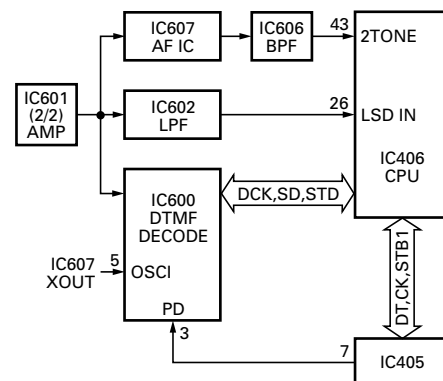 IC607
AF IC
IC606
BPF
43
2TONE
IC601
(2/2)
AMP
IC602
LPF
26
LSD IN
IC406
CPU
IC600
DTMF
DECODE
DCK,SD,STD
IC607
XOUT
5
OSCI
PD
3
DT,CK,STB1
7
IC405